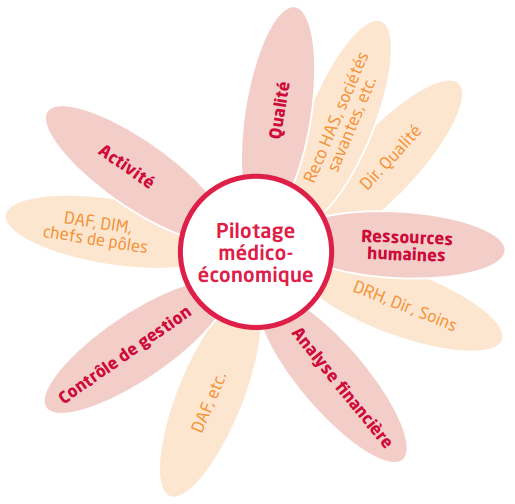 Pilotage
médico-
économique
Qualité
Reco HAS, sociétés
savantes, etc.
Dir. Qualité
Ressources
humaines
DRH, Dir, Soins
Analyse financière
DAF, etc.
Contrôle de gestion
DAF, DIM,
chefs de pôles
Activité